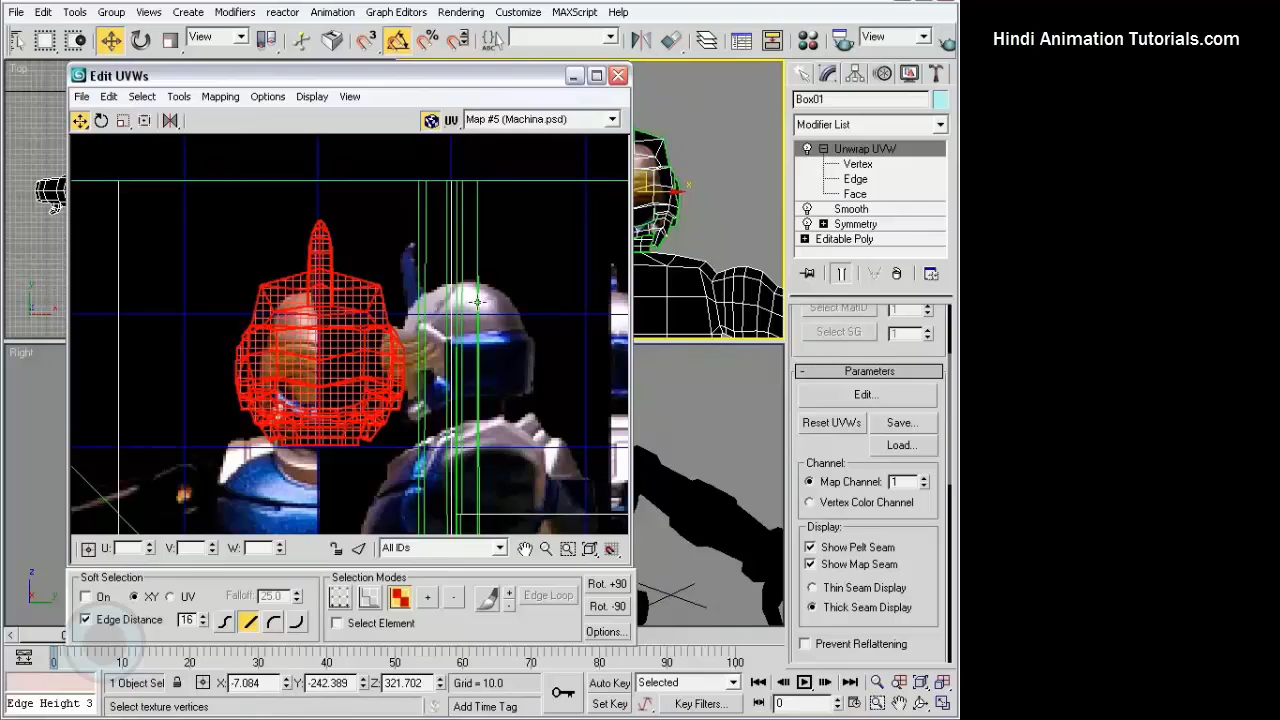 File Edit Tools Group Views Create Modifiers reactor Animation Graph Editors Rendering Customize MAXScript Help
Hindi Animation Tutorials.com
View
View
Top
Edit UVWs
File Edit Select Tools Mapping Options Display View
UV Map #5 (Machina.psd)
Box01
Modifier List
Unwrap UVW
Vertex
Edge
Face
Smooth
Symmetry
Editable Poly
Select MatID 1
Select SG 1
Parameters
Edit...
Reset UVWs Save...
Load...
Channel:
Map Channel: 1
Vertex Color Channel
Display:
Show Pelt Seam
Show Map Seam
Thin Seam Display
Thick Seam Display
Prevent Reflattening
Right
U: V: W: All IDs
Soft Selection
On XY UV Falloff: 25.0
Edge Distance 16
Selection Modes
+ - + - Edge Loop
Select Element
Rot. +90
Rot. -90
Options...
0 10 20 30 40 50 60 70 80 90 100
1 Object Sel X: -7.084 Y: -242.389 Z: 321.702 Grid = 10.0 Auto Key Selected
Edge Height 3 Select texture vertices Add Time Tag Set Key Key Filters... 0